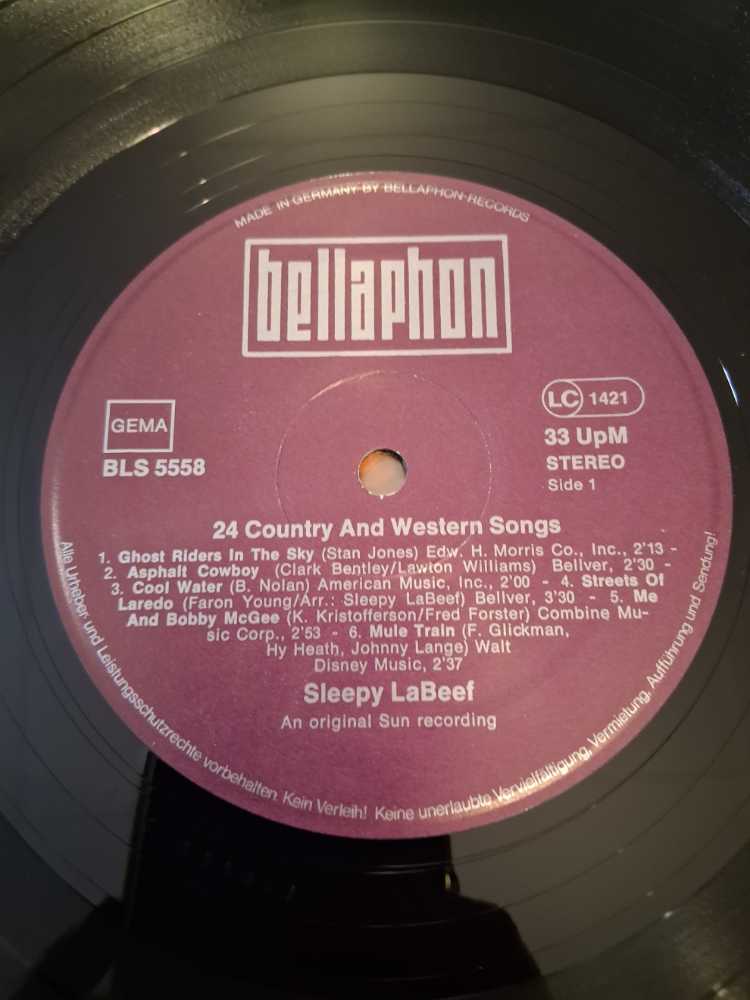 MADE IN GERMANY BY BELLAPHON-RECORDS
bellaphon
GEMA
BLS 5558
LC 1421
33 UpM
STEREO
Side 1
24 Country And Western Songs
1. Ghost Riders In The Sky (Stan Jones) Edw. H. Morris Co., Inc., 2'13 -
2. Asphalt Cowboy (Clark Bentley/Lawton Williams) Bellver, 2'30 -
3. Cool Water (B. Nolan) American Music, Inc., 2'00 - 4. Streets Of
Laredo (Faron Young/Arr.: Sleepy LaBeef) Bellver, 3'30 - 5. Me
And Bobby McGee (K. Kristofferson/Fred Forster) Combine Mu-
sic Corp., 2'53 - 6. Mule Train (F. Glickman,
Hy Heath, Johnny Lange) Walt
Disney Music, 2'37
Sleepy LaBeef
An original Sun recording
Alle Urheber und Leistungsschutzrechte vorbehalten. Kein Verleih! Keine unerlaubte Vervielfältigung, Vermietung, Aufführung und Sendung!